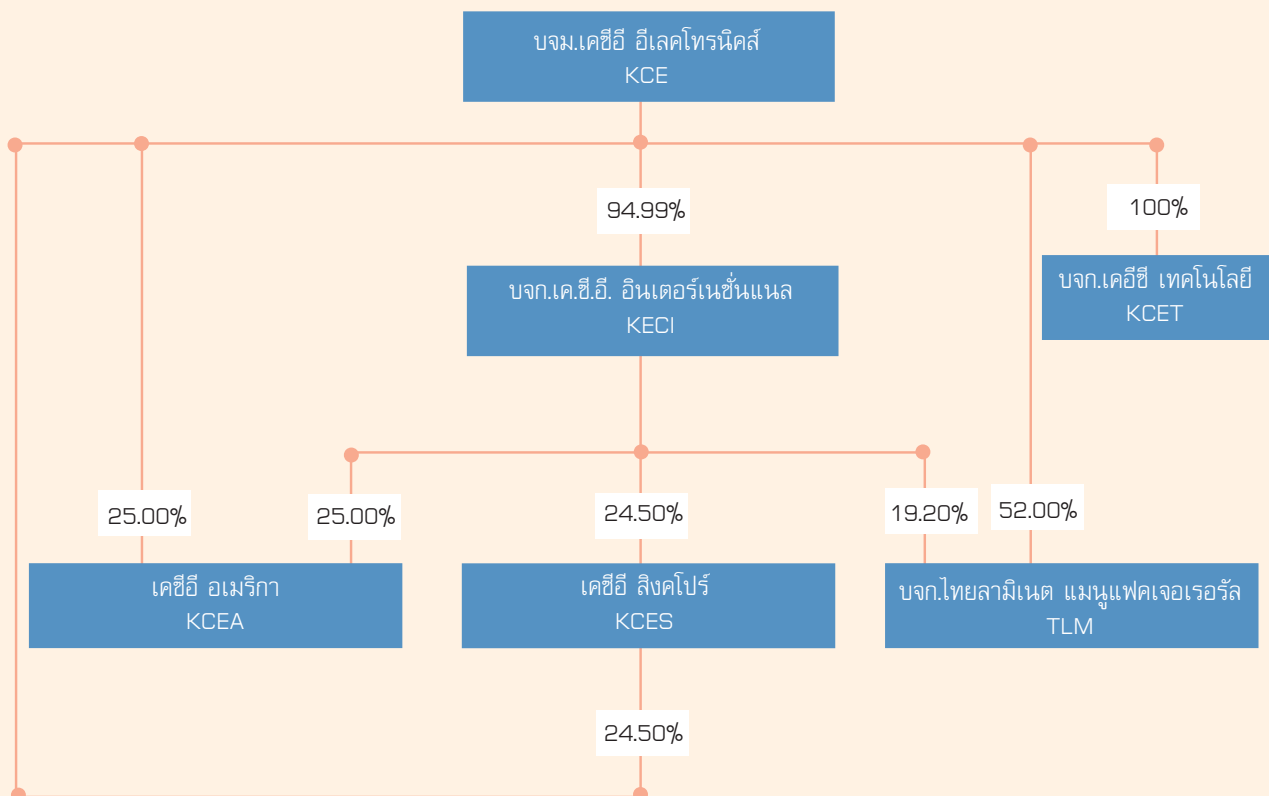 บจม.เคซีอี อีเลคโทรนิคส์
KCE
94.99%
100%
บจก.เค.ซี.อี. อินเตอร์เนชั่นแนล
KECI
บจก.เคอีซี เทคโนโลยี
KCET
25.00%
25.00%
24.50%
19.20%
52.00%
เคซีอี อเมริกา
KCEA
เคซีอี สิงคโปร์
KCES
บจก.ไทยลามิเนต แมนูแฟคเจอเรอรัล
TLM
24.50%